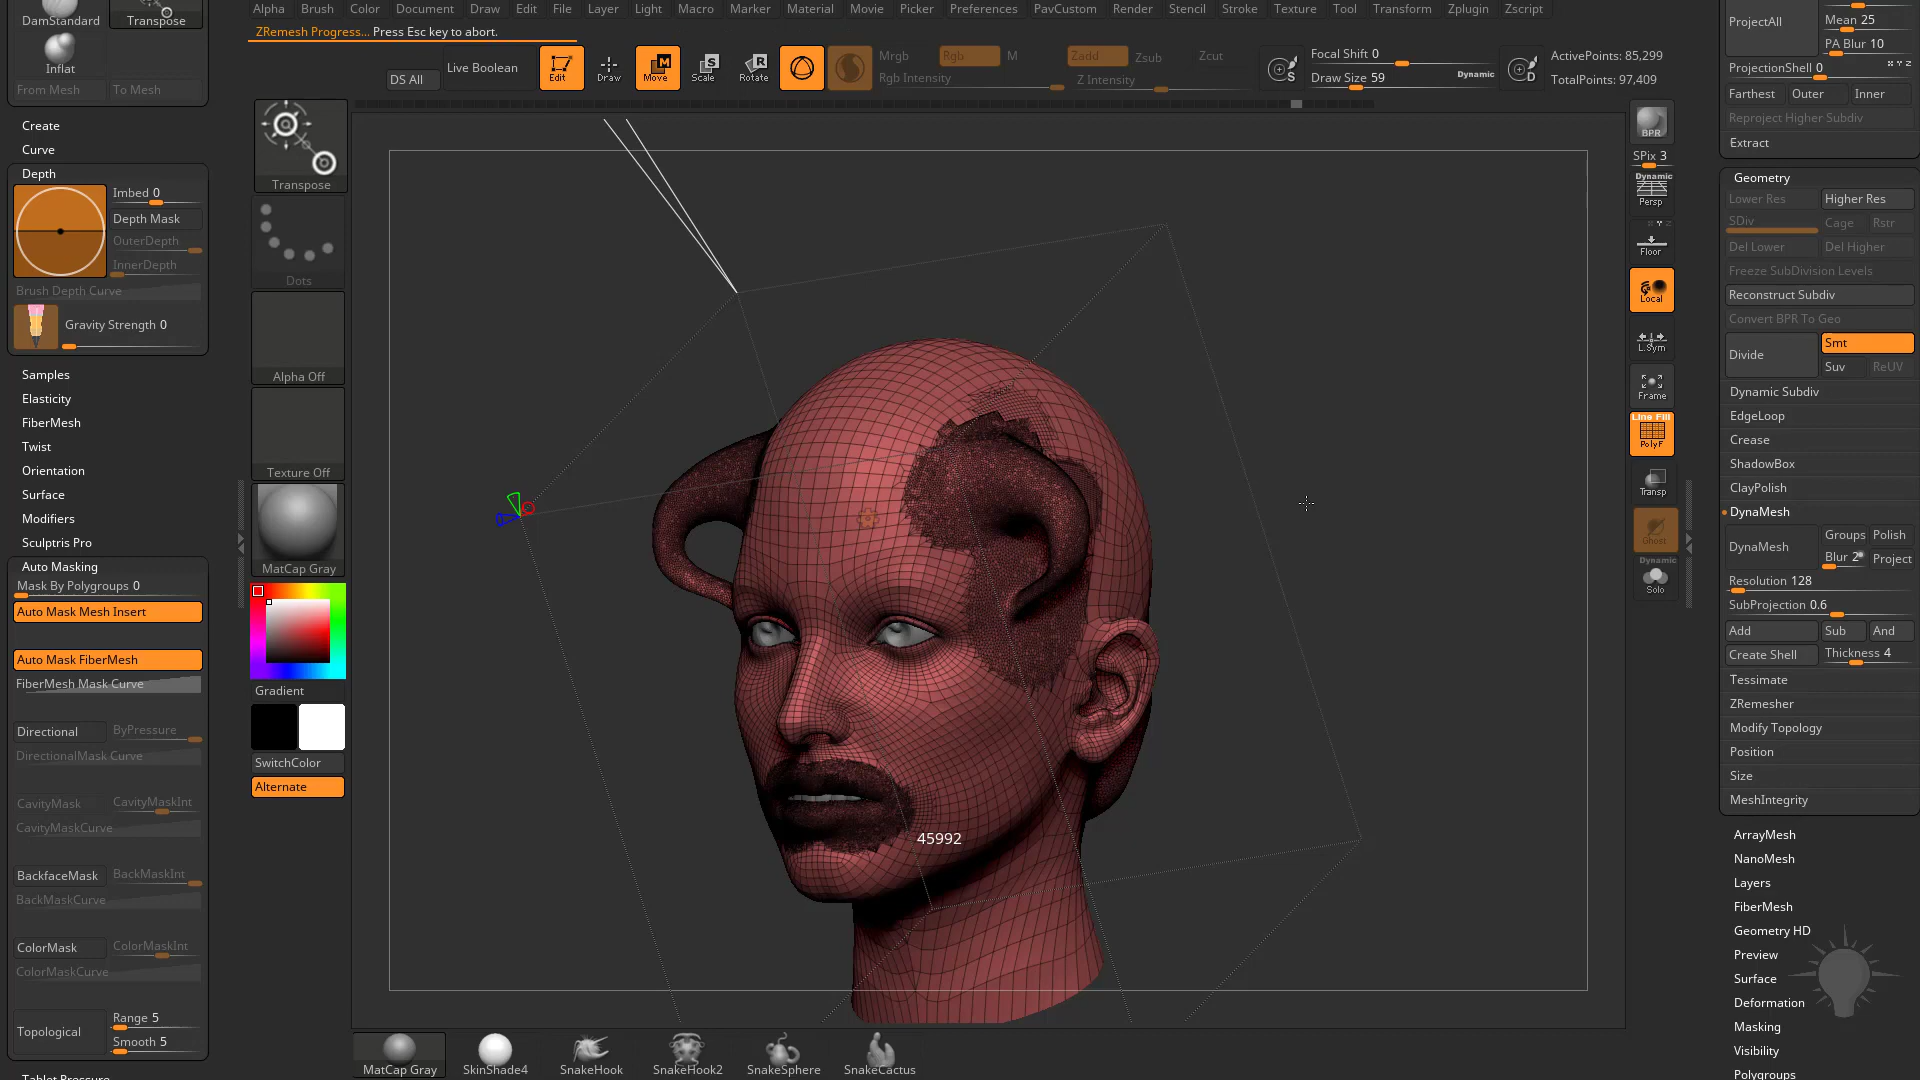 Alpha Brush Color Document Draw Edit File Layer Light Macro Marker Material Movie Picker Preferences PavCustom Render Stencil Stroke Texture Tool Transform Zplugin Zscript
ZRemesh Progress... Press Esc key to abort.
DamStandard
Transpose
Inflat
From Mesh
To Mesh
Create
Curve
Depth
Imbed 0
Depth Mask
OuterDepth
InnerDepth
Brush Depth Curve
Gravity Strength 0
Samples
Elasticity
FiberMesh
Twist
Orientation
Surface
Modifiers
Sculptris Pro
Auto Masking
Mask By Polygroups 0
Auto Mask Mesh Insert
Auto Mask FiberMesh
FiberMesh Mask Curve
Directional
ByPressure
DirectionalMask Curve
CavityMask
CavityMaskInt
CavityMaskCurve
BackfaceMask
BackMaskInt
BackMaskCurve
ColorMask
ColorMaskInt
ColorMaskCurve
Topological
Range 5
Smooth 5
Tablet Pressure
DS All
Live Boolean
Edit
Draw
Move
Scale
Rotate
Mrgb
Rgb
M
Rgb Intensity
Zadd
Zsub
Zcut
Z Intensity
S
Focal Shift 0
Draw Size 59
Dynamic
D
ActivePoints: 85,299
TotalPoints: 97,409
Transpose
Dots
Alpha Off
Texture Off
MatCap Gray
Gradient
SwitchColor
Alternate
45992
MatCap Gray
SkinShade4
SnakeHook
SnakeHook2
SnakeSphere
SnakeCactus
BPR
SPix 3
Dynamic
Persp
Floor
Local
L.Sym
Frame
Line Fill
PolyF
Transp
Ghost
Dynamic
Solo
ProjectAll
Mean 25
PA Blur 10
ProjectionShell 0
Farthest
Outer
Inner
Reproject Higher Subdiv
Extract
Geometry
Lower Res
Higher Res
SDiv
Cage
Rstr
Del Lower
Del Higher
Freeze SubDivision Levels
Reconstruct Subdiv
Convert BPR To Geo
Divide
Smt
Suv
ReUV
Dynamic Subdiv
EdgeLoop
Crease
ShadowBox
ClayPolish
DynaMesh
DynaMesh
Groups
Polish
Blur 2
Project
Resolution 128
SubProjection 0.6
Add
Sub
And
Create Shell
Thickness 4
Tessimate
ZRemesher
Modify Topology
Position
Size
MeshIntegrity
ArrayMesh
NanoMesh
Layers
FiberMesh
Geometry HD
Preview
Surface
Deformation
Masking
Visibility
Polygroups